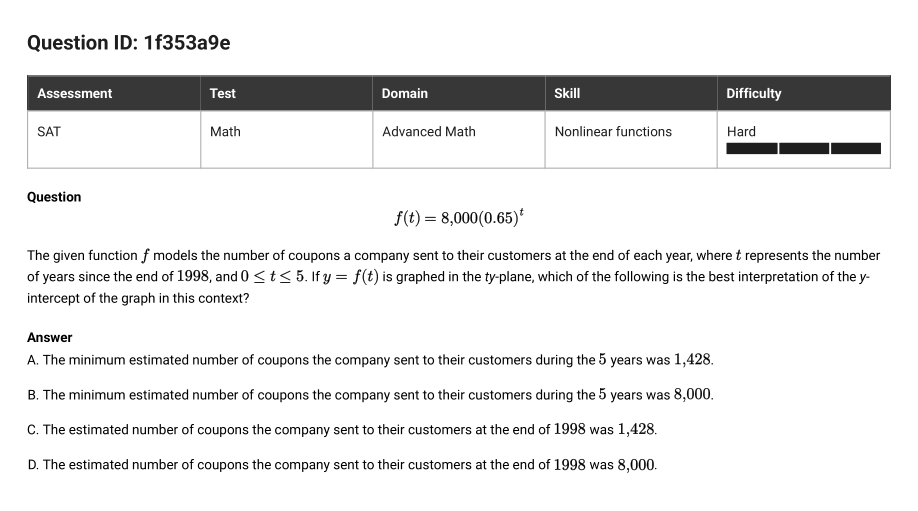 Question ID: 1f353a9e
Assessment Test Domain Skill Difficulty
SAT Math Advanced Math Nonlinear functions Hard
Question
f(t) = 8,000(0.65)^t
The given function f models the number of coupons a company sent to their customers at the end of each year, where t represents the number
of years since the end of 1998, and 0 ≤ t ≤ 5. If y = f(t) is graphed in the ty-plane, which of the following is the best interpretation of the y-
intercept of the graph in this context?
Answer
A. The minimum estimated number of coupons the company sent to their customers during the 5 years was 1,428.
B. The minimum estimated number of coupons the company sent to their customers during the 5 years was 8,000.
C. The estimated number of coupons the company sent to their customers at the end of 1998 was 1,428.
D. The estimated number of coupons the company sent to their customers at the end of 1998 was 8,000.